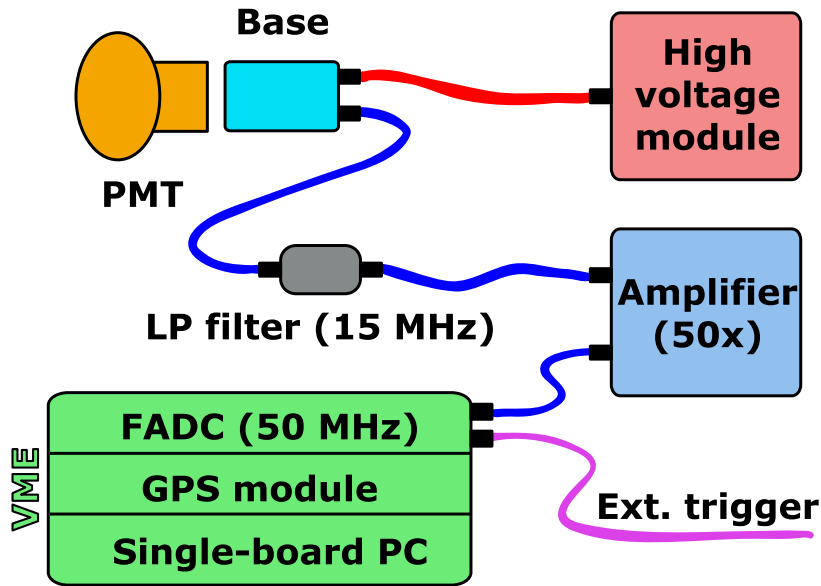 Base
High
voltage
module
PMT
LP filter (15 MHz)
Amplifier
(50x)
VME
FADC (50 MHz)
GPS module
Single-board PC
Ext. trigger